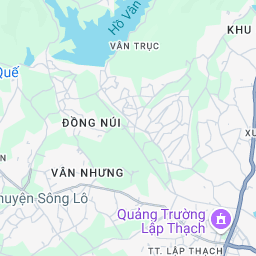 Hồ Vân
KHU
VÂN TRỤC
Quế
ĐỒNG NÚI
XU
VÂN NHƯNG
huyện Sông Lô
Quảng Trường
Lập Thạch
TT. LẬP THẠCH